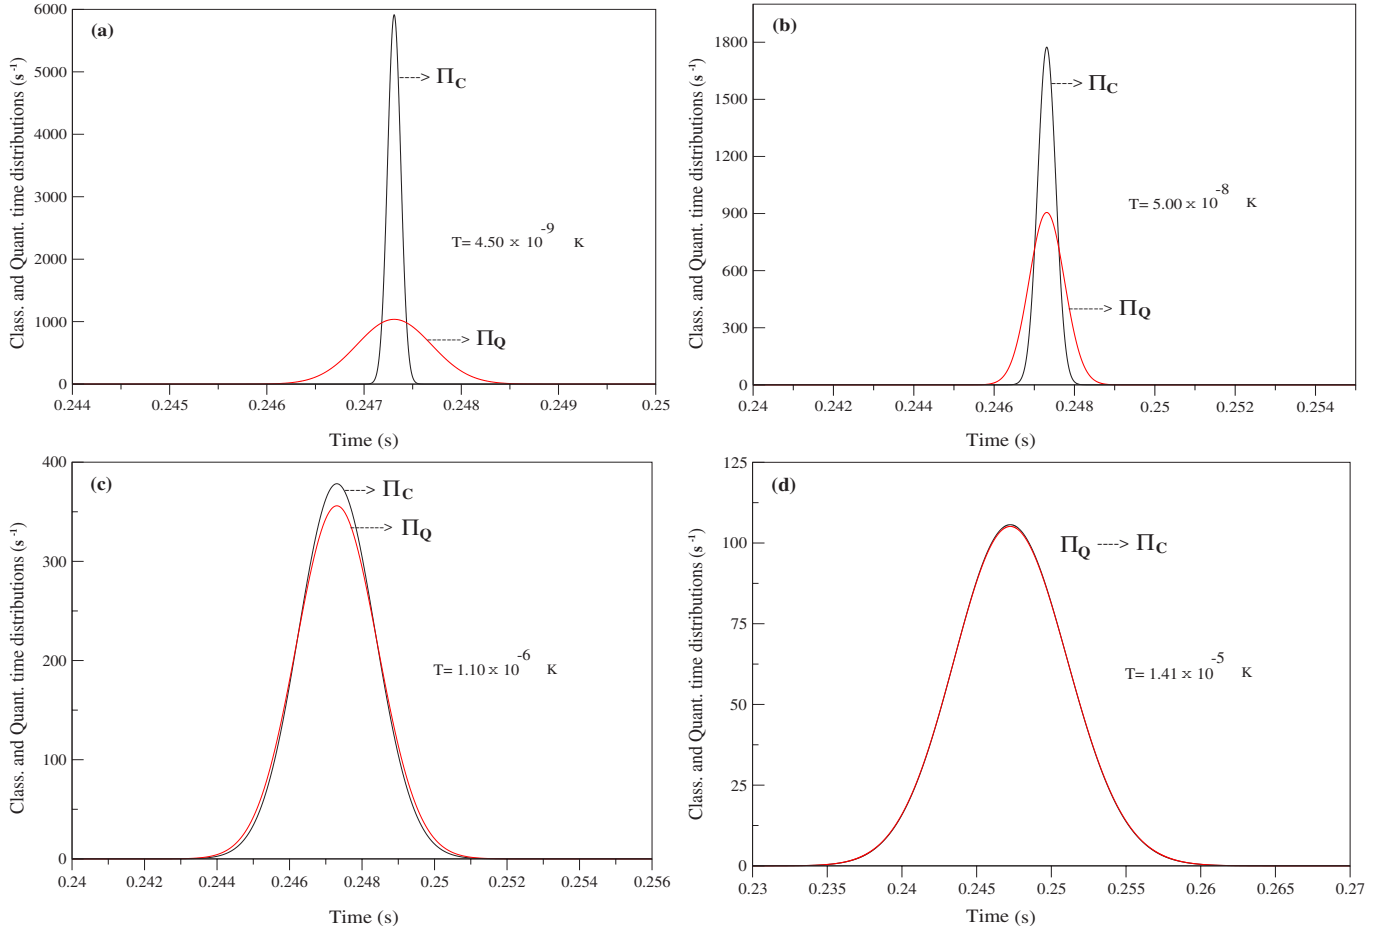 (a)
Class. and Quant. time distributions (s⁻¹)
6000
5000
4000
3000
2000
1000
0
Π_C
Π_Q
T= 4.50 × 10⁻⁹ K
0.244 0.245 0.246 0.247 0.248 0.249 0.25
Time (s)
(b)
Class. and Quant. time distributions (s⁻¹)
1800
1500
1200
900
600
300
0
Π_C
Π_Q
T= 5.00 × 10⁻⁸ K
0.24 0.242 0.244 0.246 0.248 0.25 0.252 0.254
Time (s)
(c)
Class. and Quant. time distributions (s⁻¹)
400
300
200
100
0
Π_C
Π_Q
T= 1.10 × 10⁻⁶ K
0.24 0.242 0.244 0.246 0.248 0.25 0.252 0.254 0.256
Time (s)
(d)
Class. and Quant. time distributions (s⁻¹)
125
100
75
50
25
0
Π_Q ----> Π_C
T= 1.41 × 10⁻⁵ K
0.23 0.235 0.24 0.245 0.25 0.255 0.26 0.265 0.27
Time (s)